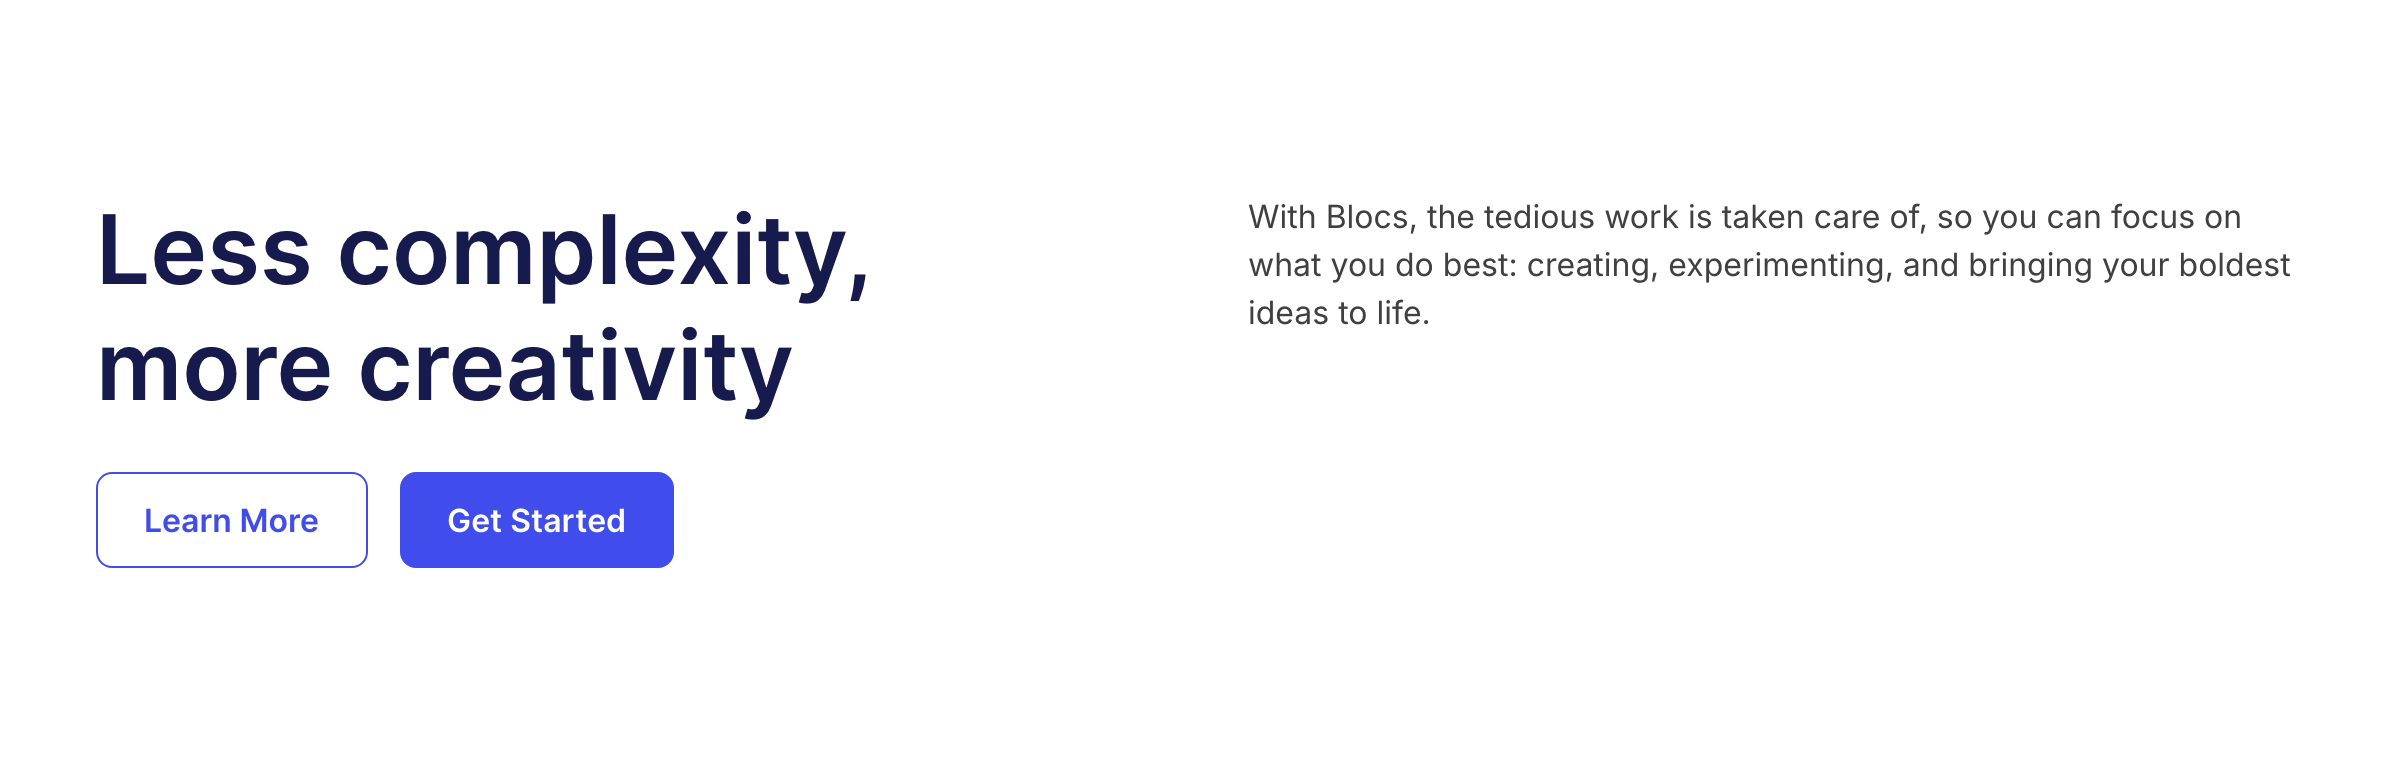 Less complexity,
more creativity
Learn More
Get Started
With Blocs, the tedious work is taken care of, so you can focus on
what you do best: creating, experimenting, and bringing your boldest
ideas to life.